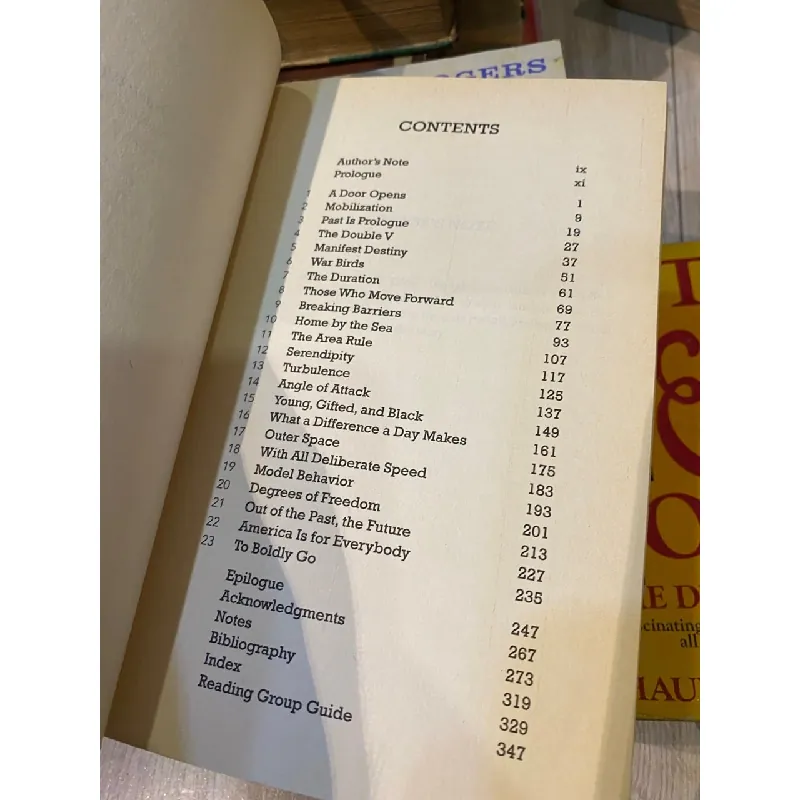 OGERS
CONTENTS
Author's Note ix
Prologue xi
1 A Door Opens 1
2 Mobilization 9
3 Past Is Prologue 19
4 The Double V 27
5 Manifest Destiny 37
6 War Birds 51
7 The Duration 61
8 Those Who Move Forward 69
9 Breaking Barriers 77
10 Home by the Sea 93
11 The Area Rule 107
12 Serendipity 117
13 Turbulence 125
14 Angle of Attack 137
15 Young, Gifted, and Black 149
16 What a Difference a Day Makes 161
17 Outer Space 175
18 With All Deliberate Speed 183
19 Model Behavior 193
20 Degrees of Freedom 201
21 Out of the Past, the Future 213
22 America Is for Everybody 227
23 To Boldly Go 235
Epilogue 247
Acknowledgments 267
Notes 273
Bibliography 319
Index 329
Reading Group Guide 347